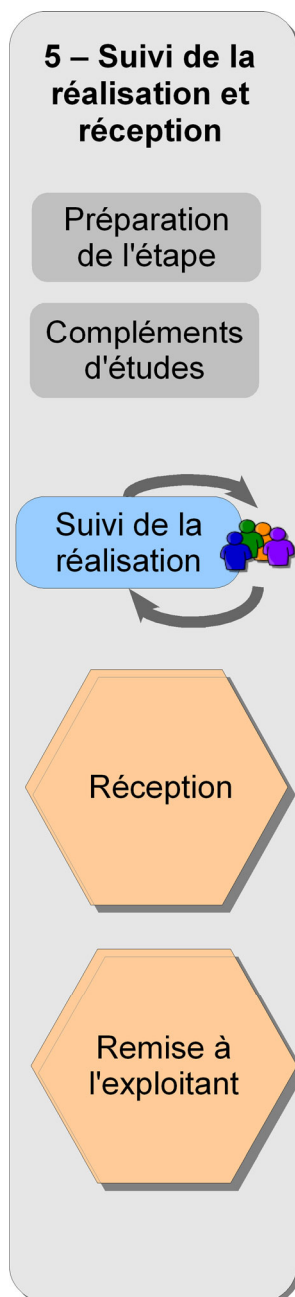 5 – Suivi de la
réalisation et
réception
Préparation
de l'étape
Compléments
d'études
Suivi de la
réalisation
Réception
Remise à
l'exploitant